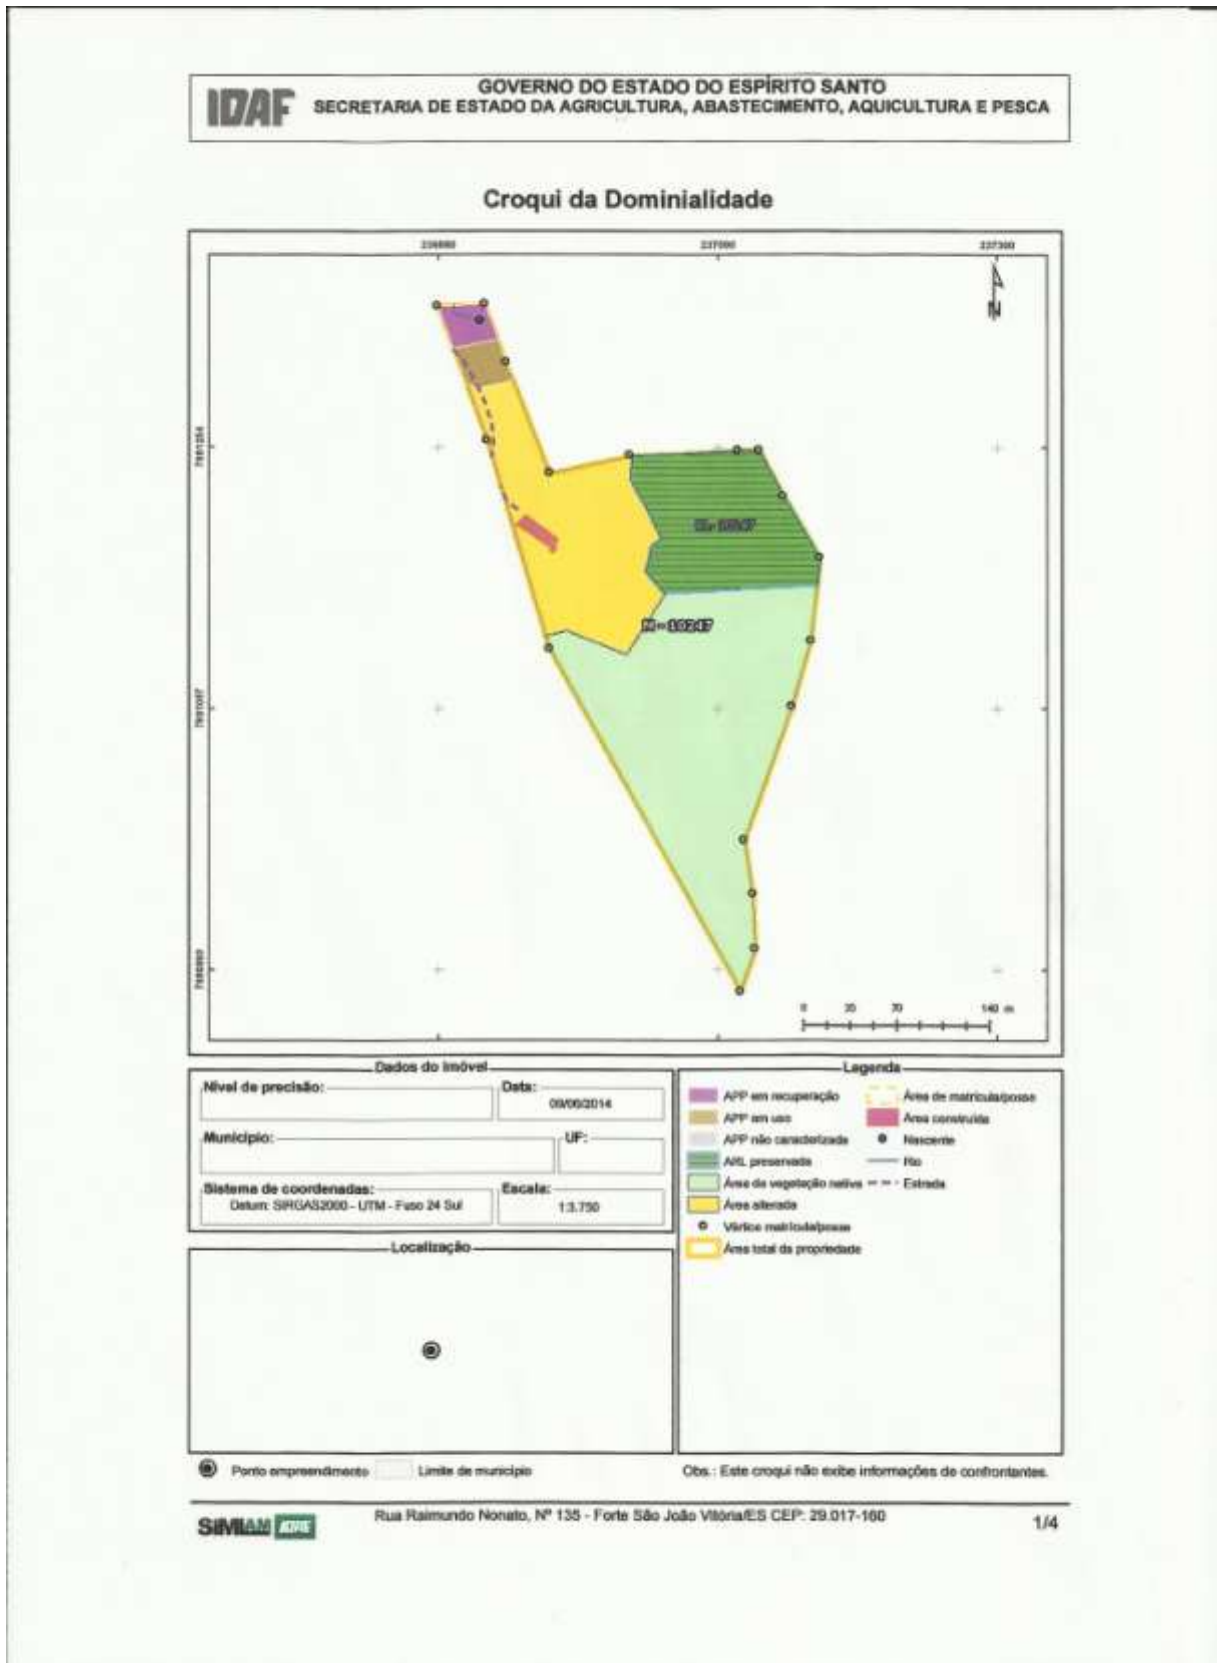 IDAF
GOVERNO DO ESTADO DO ESPÍRITO SANTO
SECRETARIA DE ESTADO DA AGRICULTURA, ABASTECIMENTO, AQUICULTURA E PESCA
Croqui da Dominialidade
237000
237300
N
M - 10247
0 35 70 140 m
Dados do imóvel
Nível de precisão:
Data:
09/06/2014
Município:
UF:
Sistema de coordenadas:
Datum: SIRGAS2000 - UTM - Fuso 24 Sul
Escala:
1:3.750
Legenda
APP em recuperação
APP em uso
APP não caracterizada
ARL preservada
Área de vegetação nativa
Área alterada
Vértice matrícula/posse
Área total da propriedade
Área de matrícula/posse
Área construída
Nascente
Rio
Estrada
Localização
Ponto empreendimento
Limite de município
Obs.: Este croqui não exibe informações de confrontantes.
SIMLAM IDAF
Rua Raimundo Nonato, Nº 135 - Forte São João Vitória/ES CEP: 29.017-160
1/4